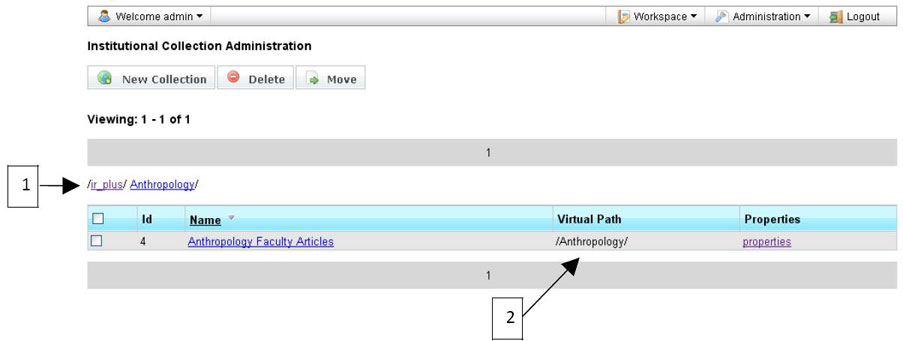 Welcome admin Workspace Administration Logout
Institutional Collection Administration
New Collection Delete Move
Viewing: 1 - 1 of 1
1
1 /ir_plus/ Anthropology/
Id Name Virtual Path Properties
4 Anthropology Faculty Articles /Anthropology/ properties
1
2